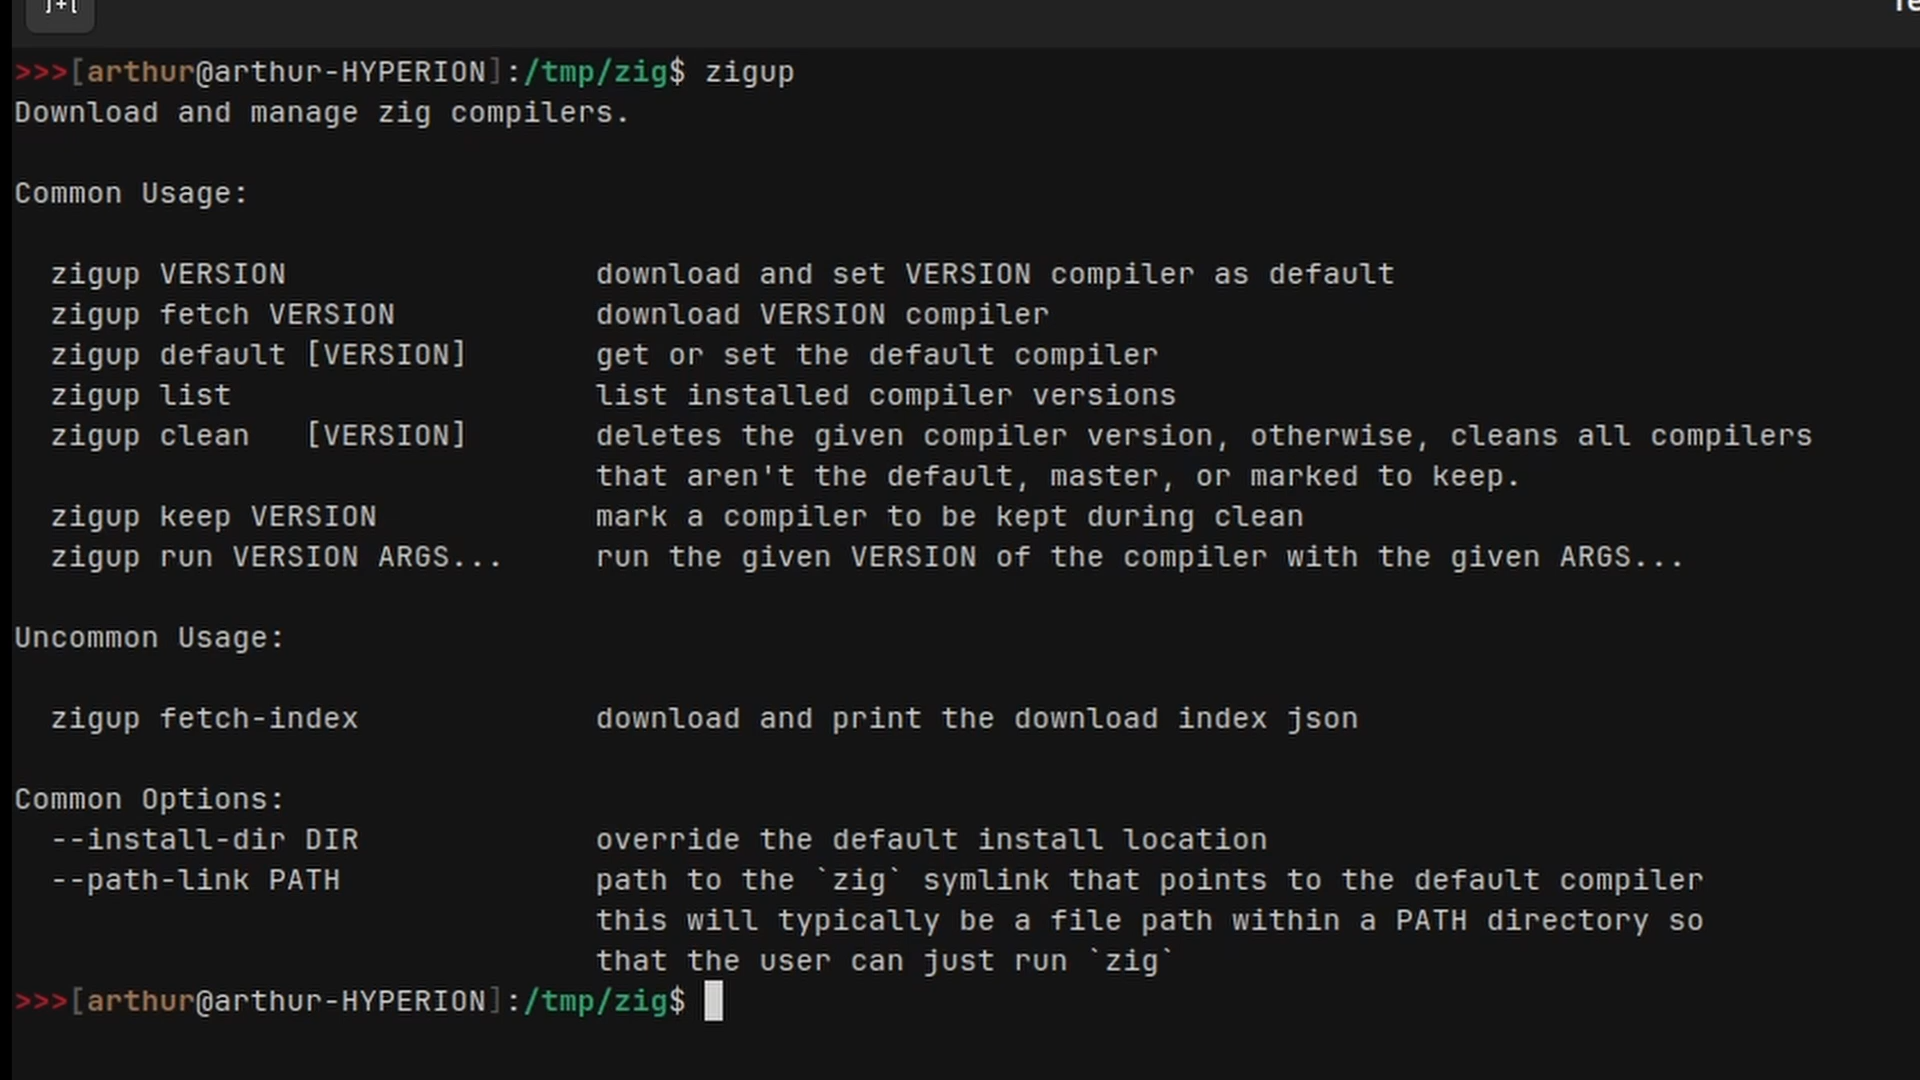 >>>[arthur@arthur-HYPERION]:/tmp/zig$ zigup
Download and manage zig compilers.
Common Usage:
zigup VERSION download and set VERSION compiler as default
zigup fetch VERSION download VERSION compiler
zigup default [VERSION] get or set the default compiler
zigup list list installed compiler versions
zigup clean [VERSION] deletes the given compiler version, otherwise, cleans all compilers
that aren't the default, master, or marked to keep.
zigup keep VERSION mark a compiler to be kept during clean
zigup run VERSION ARGS... run the given VERSION of the compiler with the given ARGS...
Uncommon Usage:
zigup fetch-index download and print the download index json
Common Options:
--install-dir DIR override the default install location
--path-link PATH path to the `zig` symlink that points to the default compiler
this will typically be a file path within a PATH directory so
that the user can just run `zig`
>>>[arthur@arthur-HYPERION]:/tmp/zig$